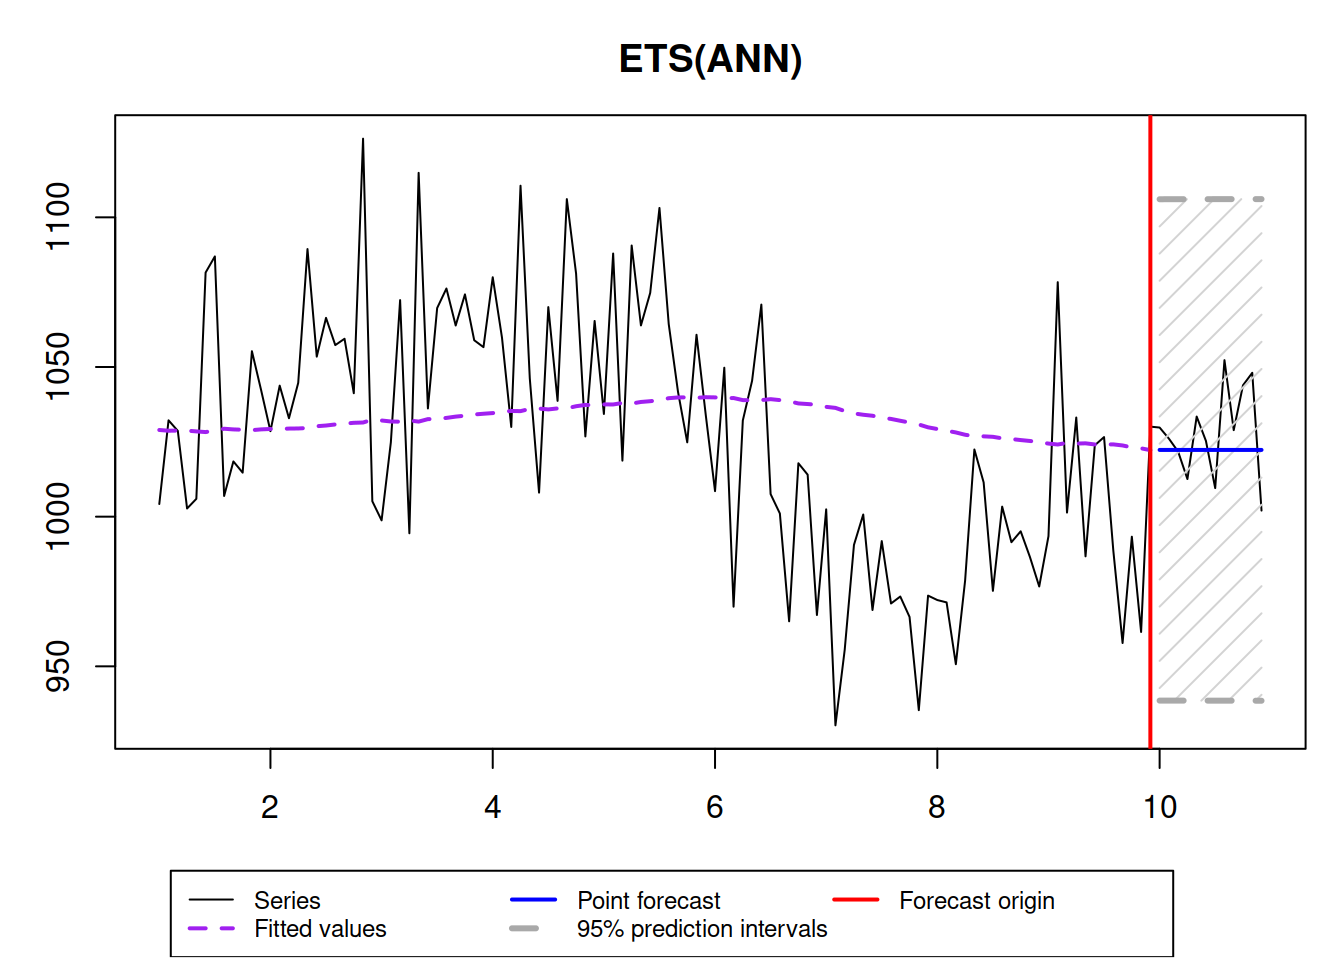 ETS(ANN)
1100
1050
1000
950
2 4 6 8 10
Series Point forecast Forecast origin
Fitted values 95% prediction intervals